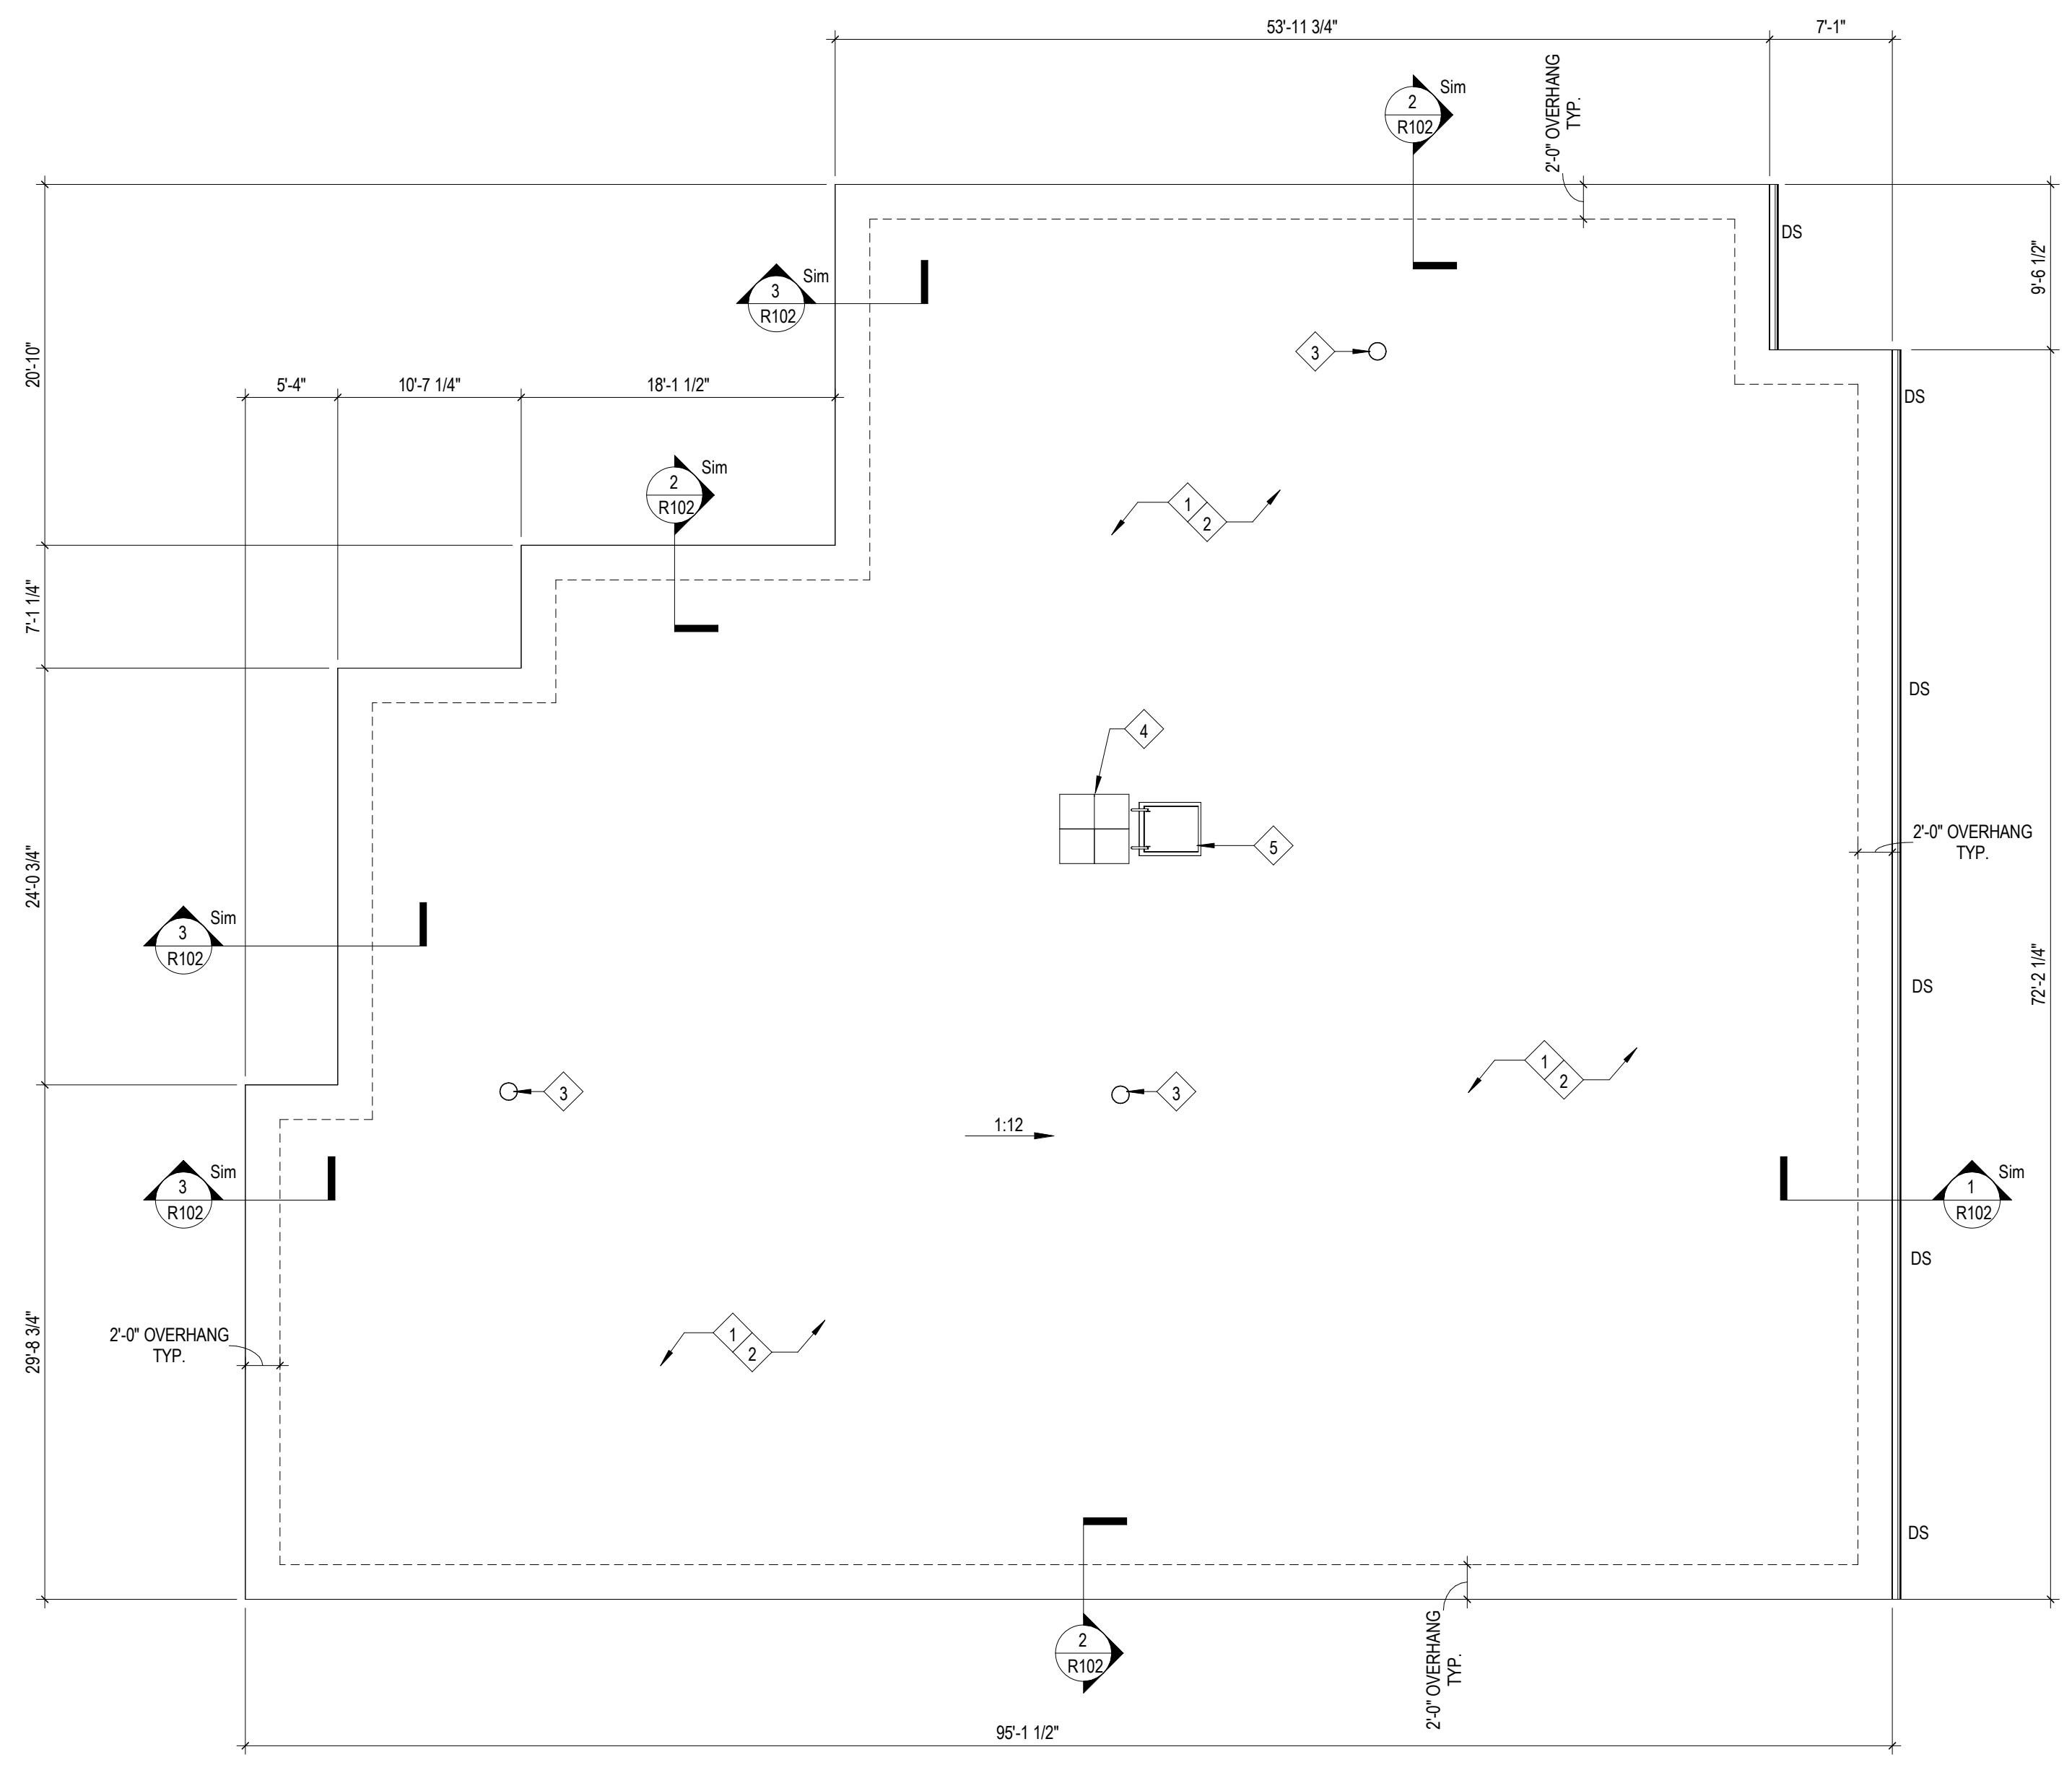 53'-11 3/4"
7'-1"
2'-0" OVERHANG
TYP.
2
R102
Sim
DS
9'-6 1/2"
3
R102
Sim
20'-10"
3
5'-4"
10'-7 1/4"
18'-1 1/2"
DS
2
R102
Sim
1
2
7'-1 1/4"
DS
4
5
2'-0" OVERHANG
TYP.
24'-0 3/4"
3
R102
Sim
72'-2 1/4"
DS
1
2
3
3
1:12
3
R102
Sim
1
R102
Sim
DS
29'-8 3/4"
2'-0" OVERHANG
TYP.
1
2
DS
2
R102
2'-0" OVERHANG
TYP.
95'-1 1/2"